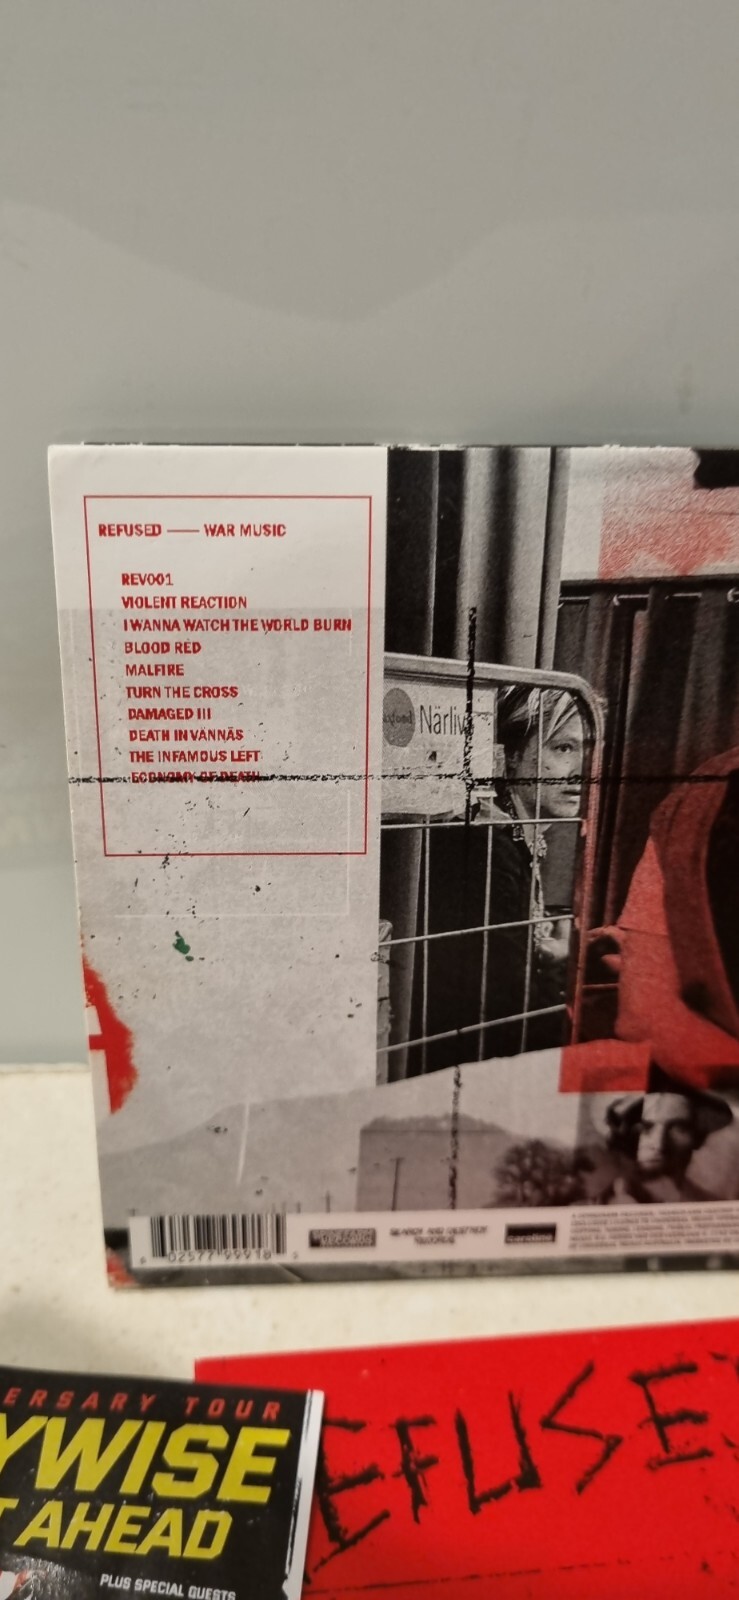 REFUSED — WAR MUSIC
REV001
VIOLENT REACTION
I WANNA WATCH THE WORLD BURN
BLOOD RED
MALFIRE
TURN THE CROSS
DAMAGED III
DEATH IN VÄNNÄS
THE INFAMOUS LEFT
ECONOMY OF DEATH
Närliv
SEARCH AND DESTROY
RECORDS
caroline
ERSARY TOUR
YWISE
T AHEAD
PLUS SPECIAL GUESTS
EFUSE